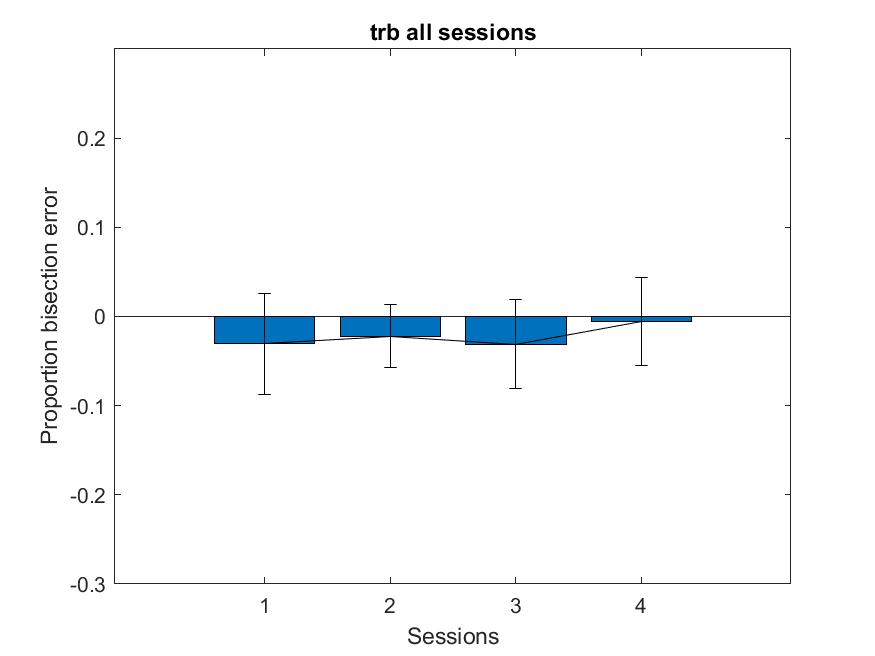 trb all sessions
Proportion bisection error
0.2
0.1
0
-0.1
-0.2
-0.3
1 2 3 4
Sessions